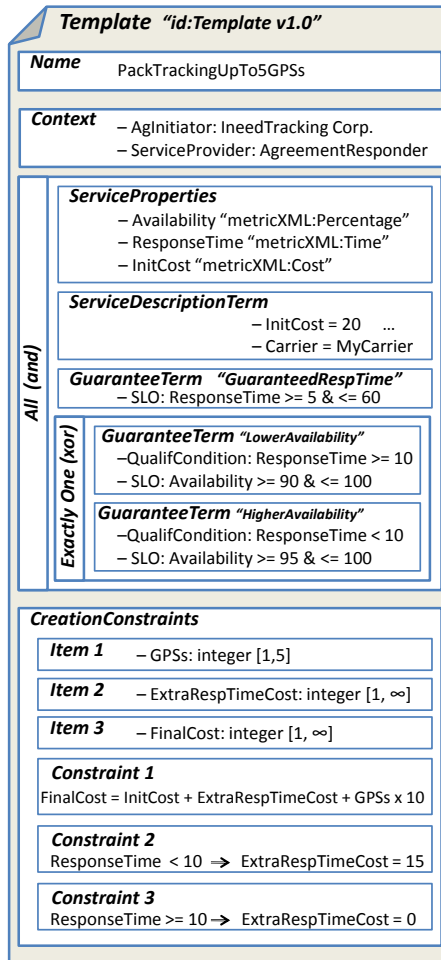 Template “id:Template v1.0”
Name
PackTrackingUpTo5GPSs
Context
– AgInitiator: IneedTracking Corp.
– ServiceProvider: AgreementResponder
All (and)
ServiceProperties
– Availability “metricXML:Percentage”
– ResponseTime “metricXML:Time”
– InitCost “metricXML:Cost”
ServiceDescriptionTerm
– InitCost = 20 ...
– Carrier = MyCarrier
GuaranteeTerm “GuaranteedRespTime”
– SLO: ResponseTime >= 5 & <= 60
Exactly One (xor)
GuaranteeTerm “LowerAvailability”
–QualifCondition: ResponseTime >= 10
– SLO: Availability >= 90 & <= 100
GuaranteeTerm “HigherAvailability”
–QualifCondition: ResponseTime < 10
– SLO: Availability >= 95 & <= 100
CreationConstraints
Item 1 – GPSs: integer [1,5]
Item 2 – ExtraRespTimeCost: integer [1, ∞]
Item 3 – FinalCost: integer [1, ∞]
Constraint 1
FinalCost = InitCost + ExtraRespTimeCost + GPSs x 10
Constraint 2
ResponseTime < 10 → ExtraRespTimeCost = 15
Constraint 3
ResponseTime >= 10 → ExtraRespTimeCost = 0